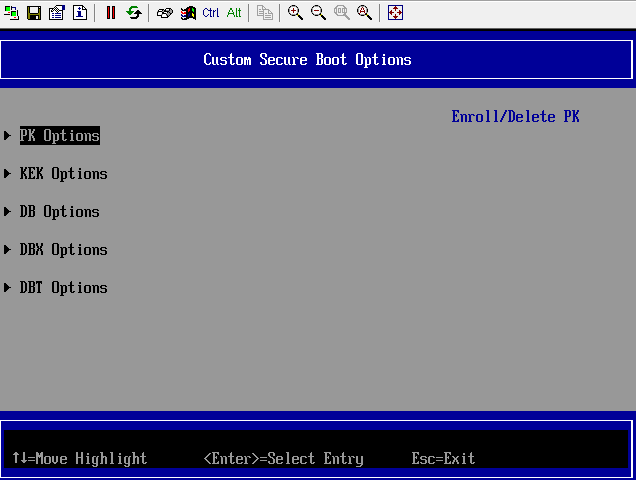 Ctrl Alt
Custom Secure Boot Options
Enroll/Delete PK
PK Options
KEK Options
DB Options
DBX Options
DBT Options
↑↓=Move Highlight <Enter>=Select Entry Esc=Exit